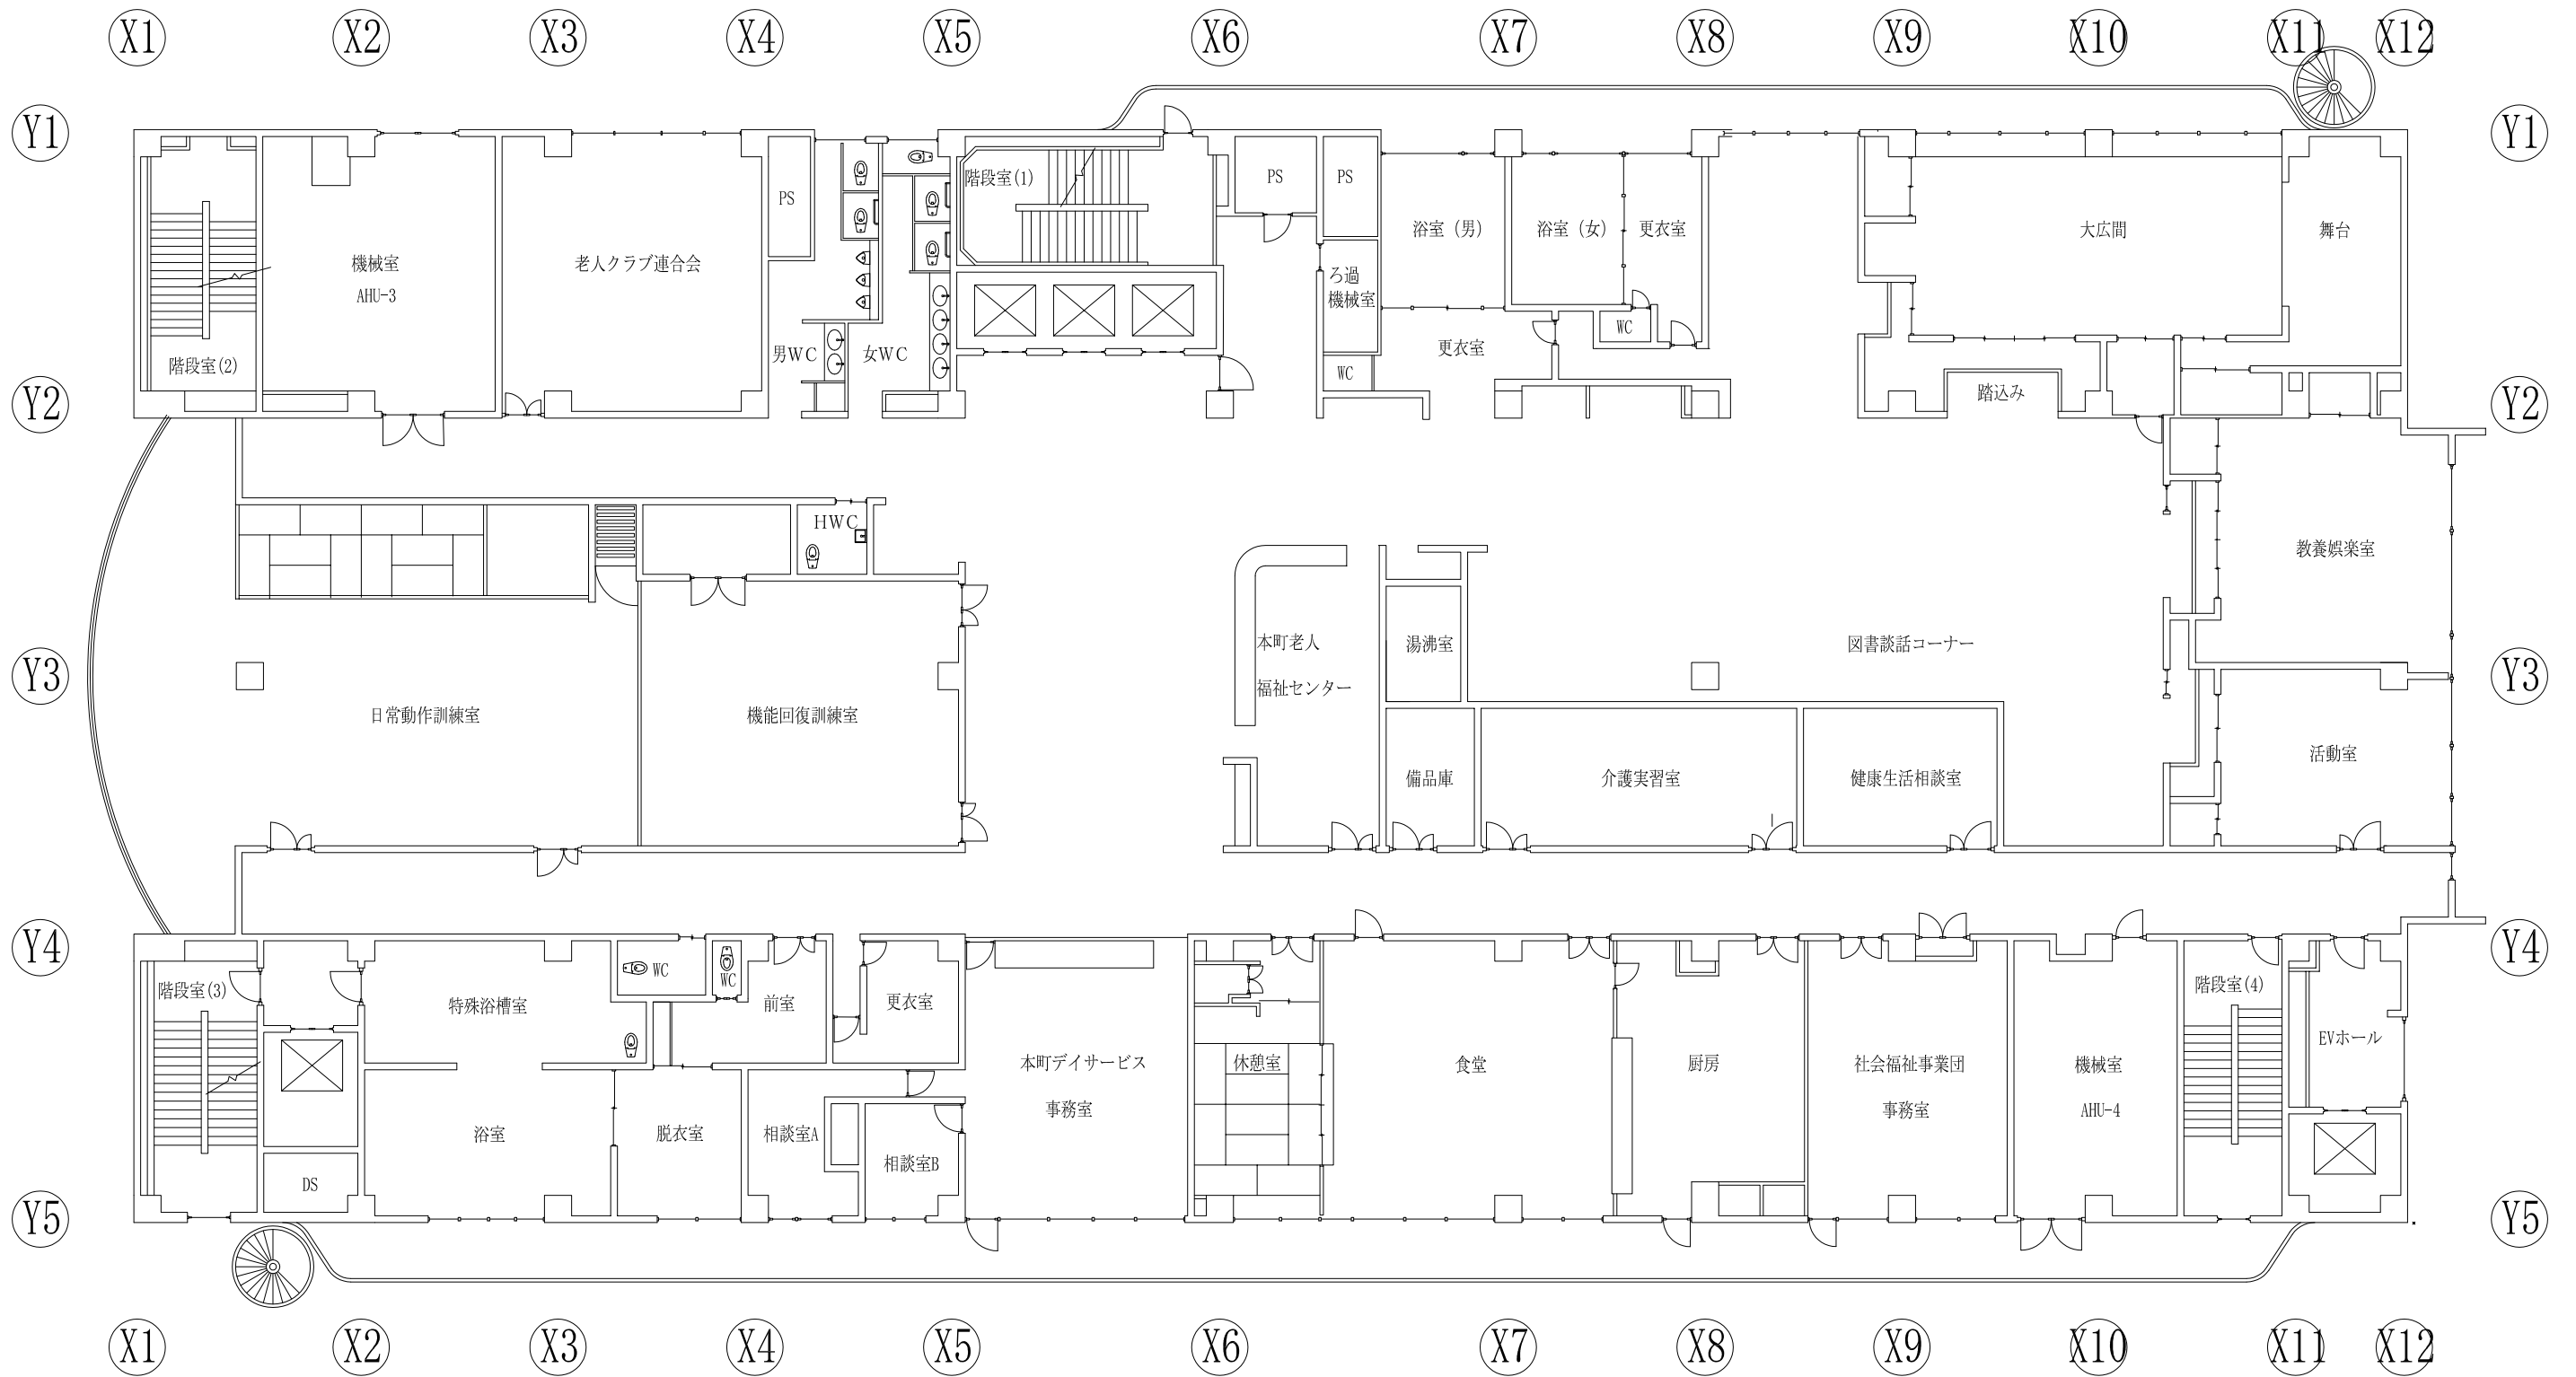 X1 X2 X3 X4 X5 X6 X7 X8 X9 X10 X11 X12
Y1 Y1
階段室(1)
PS
PS
PS
浴室（男）
浴室（女）
更衣室
大広間
舞台
機械室
AHU-3
老人クラブ連合会
ろ過
機械室
WC
男WC
女WC
更衣室
階段室(2)
WC
踏込み
Y2 Y2
HWC
教養娯楽室
本町老人
福祉センター
湯沸室
図書談話コーナー
Y3 Y3
日常動作訓練室
機能回復訓練室
活動室
備品庫
介護実習室
健康生活相談室
Y4 Y4
階段室(3)
特殊浴槽室
WC
WC
前室
更衣室
階段室(4)
EVホール
本町デイサービス
事務室
休憩室
食堂
厨房
社会福祉事業団
事務室
機械室
AHU-4
浴室
脱衣室
相談室A
相談室B
DS
Y5 Y5
X1 X2 X3 X4 X5 X6 X7 X8 X9 X10 X11 X12